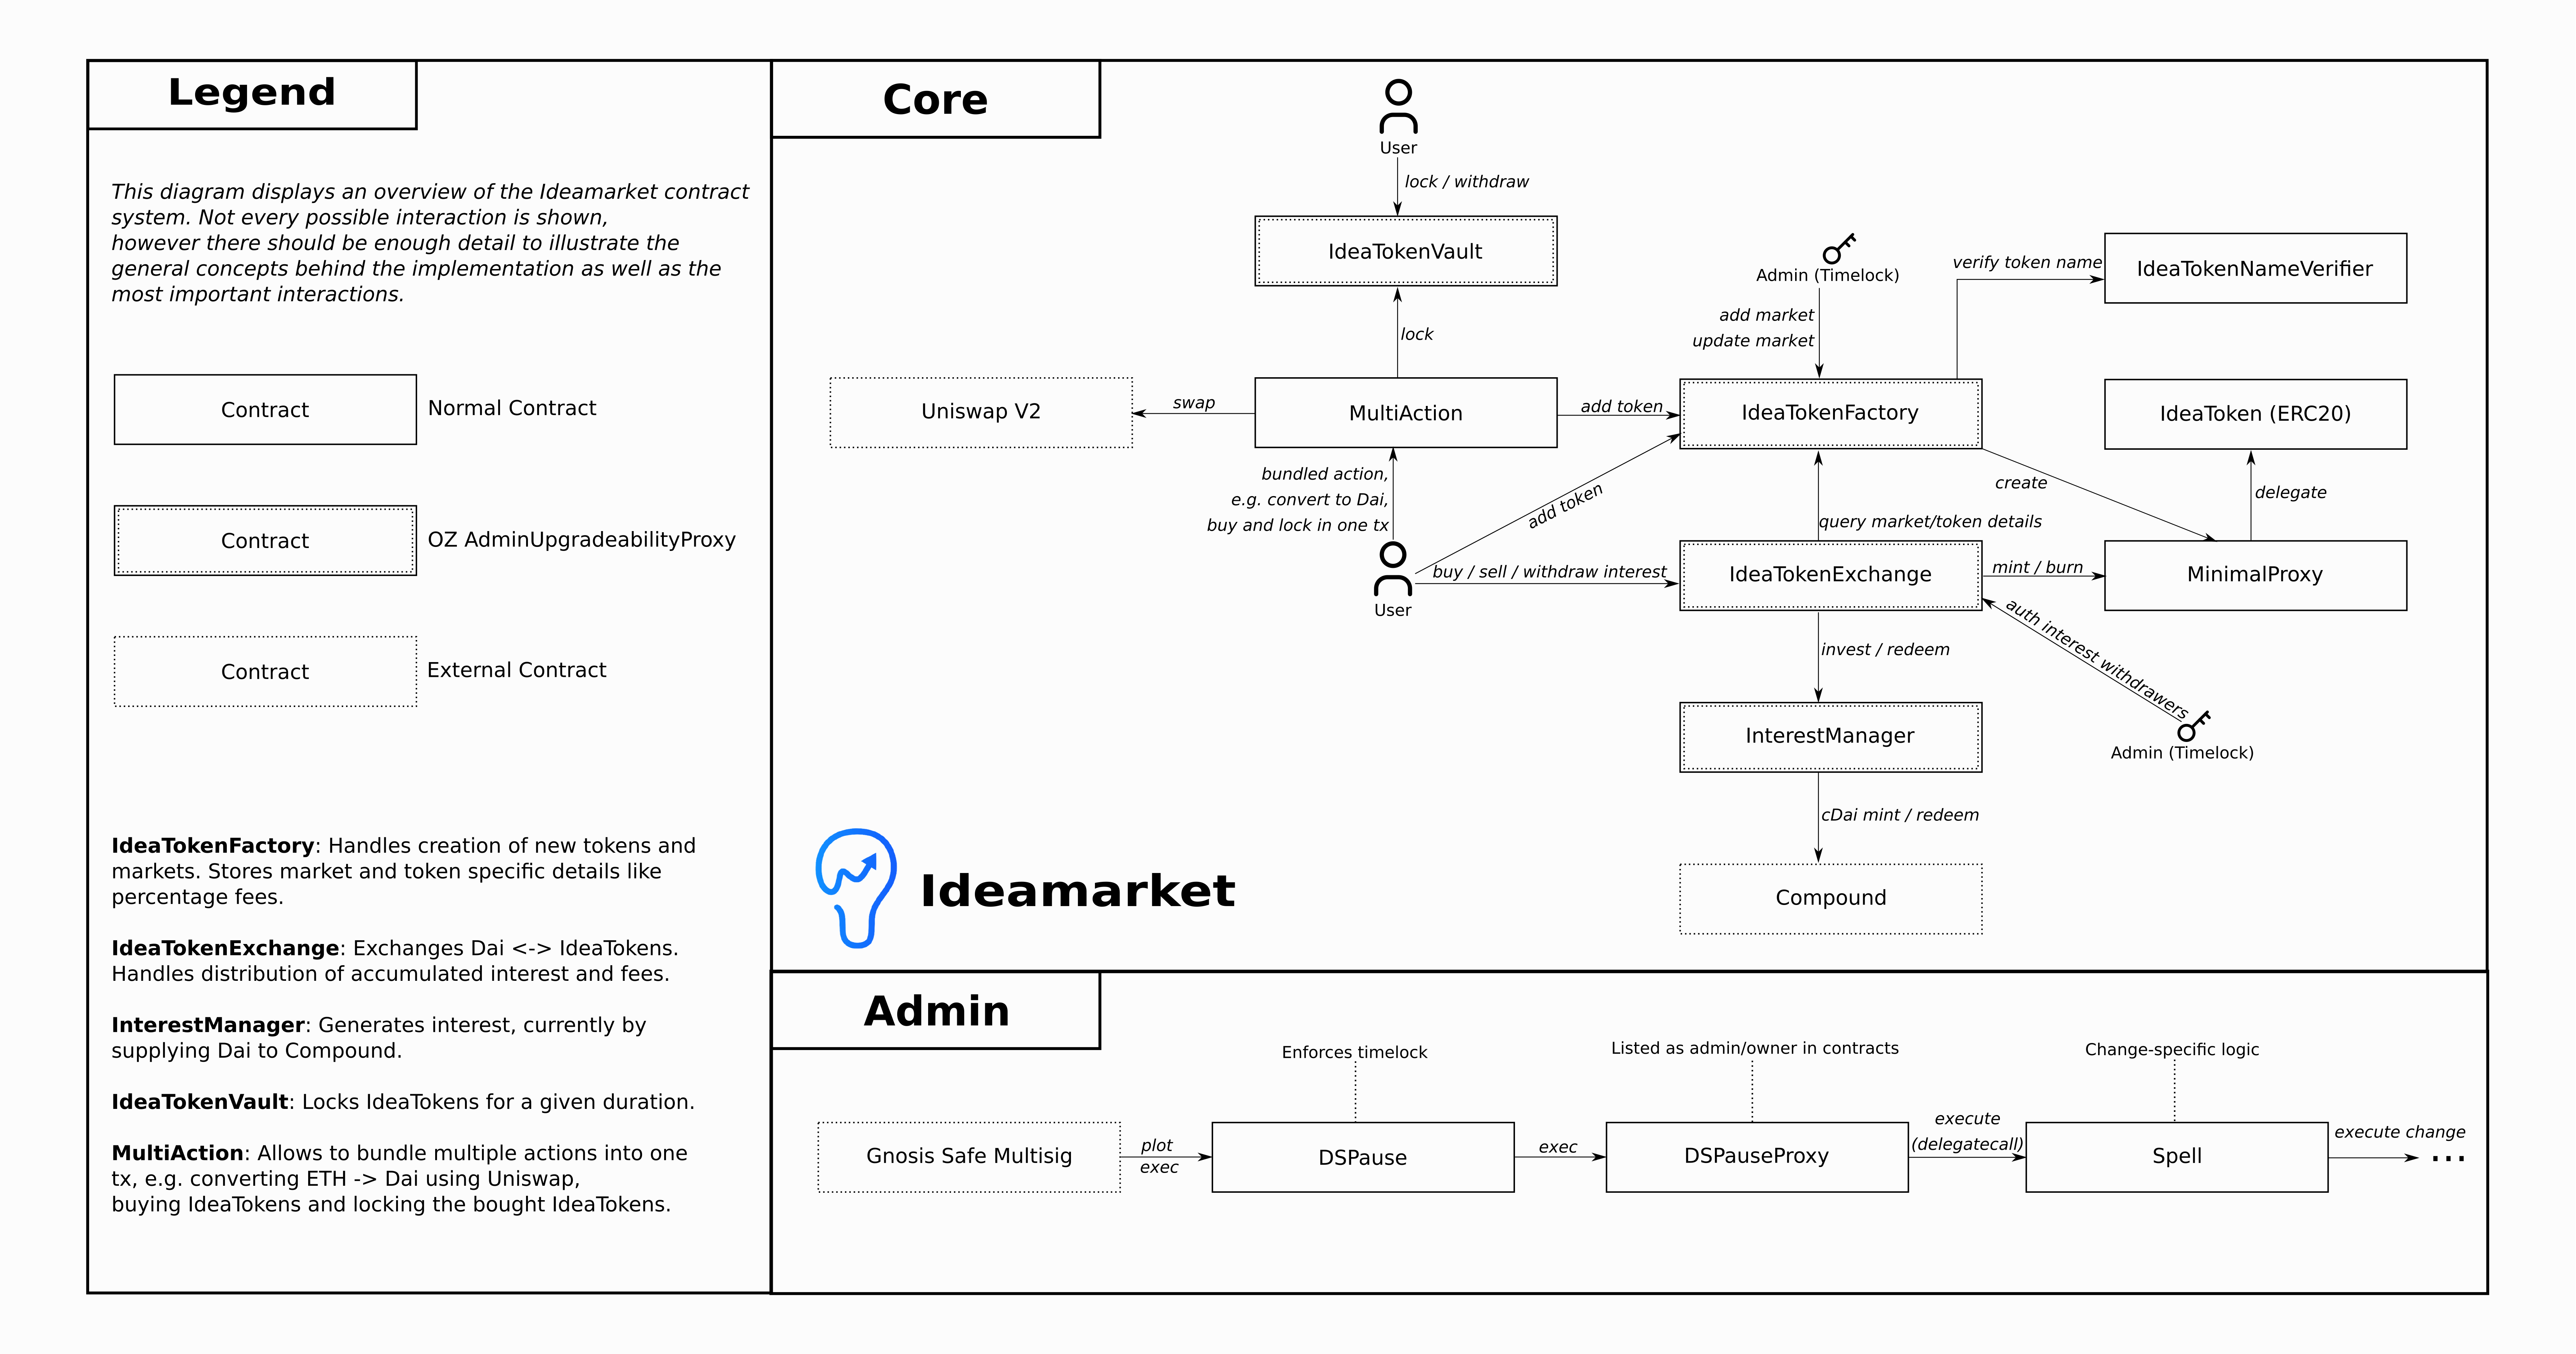 Legend
This diagram displays an overview of the Ideamarket contract
system. Not every possible interaction is shown,
however there should be enough detail to illustrate the
general concepts behind the implementation as well as the
most important interactions.
Contract
Normal Contract
Contract
OZ AdminUpgradeabilityProxy
Contract
External Contract
IdeaTokenFactory: Handles creation of new tokens and
markets. Stores market and token specific details like
percentage fees.
IdeaTokenExchange: Exchanges Dai <-> IdeaTokens.
Handles distribution of accumulated interest and fees.
InterestManager: Generates interest, currently by
supplying Dai to Compound.
IdeaTokenVault: Locks IdeaTokens for a given duration.
MultiAction: Allows to bundle multiple actions into one
tx, e.g. converting ETH -> Dai using Uniswap,
buying IdeaTokens and locking the bought IdeaTokens.
Core
User
lock / withdraw
IdeaTokenVault
lock
Admin (Timelock)
add market
update market
verify token name
IdeaTokenNameVerifier
Uniswap V2
swap
MultiAction
add token
IdeaTokenFactory
IdeaToken (ERC20)
bundled action,
e.g. convert to Dai,
buy and lock in one tx
add token
create
delegate
query market/token details
User
buy / sell / withdraw interest
IdeaTokenExchange
mint / burn
MinimalProxy
auth interest withdrawers
invest / redeem
InterestManager
Admin (Timelock)
cDai mint / redeem
Compound
Ideamarket
Admin
Enforces timelock
Listed as admin/owner in contracts
Change-specific logic
Gnosis Safe Multisig
plot
exec
DSPause
exec
DSPauseProxy
execute
(delegatecall)
Spell
execute change
...